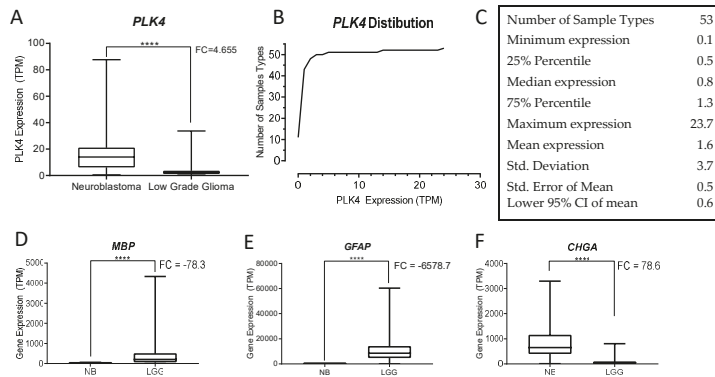 A
PLK4
**** FC=4.655
PLK4 Expression (TPM)
100
80
60
40
20
0
Neuroblastoma Low Grade Glioma
B
PLK4 Distibution
Number of Samples Types
50
40
30
20
10
0
0 10 20 30
PLK4 Expression (TPM)
C
Number of Sample Types 53
Minimum expression 0.1
25% Percentile 0.5
Median expression 0.8
75% Percentile 1.3
Maximum expression 23.7
Mean expression 1.6
Std. Deviation 3.7
Std. Error of Mean 0.5
Lower 95% CI of mean 0.6
D
MBP
**** FC = -78.3
Gene Expression (TPM)
5000
4000
3000
2000
1000
0
NB LGG
E
GFAP
**** FC = -6578.7
Gene Expression (TPM)
80000
60000
40000
20000
0
NB LGG
F
CHGA
**** FC = 78.6
Gene Expression (TPM)
4000
3000
2000
1000
0
NE LGG